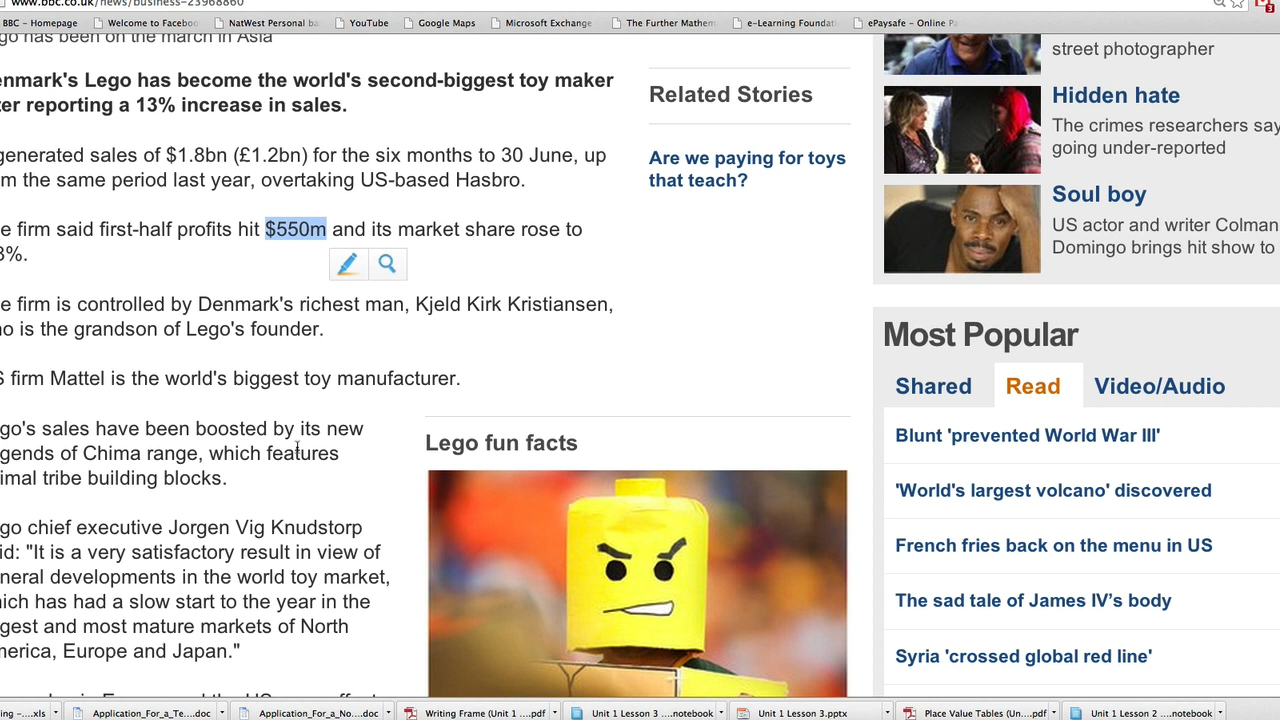 www.bbc.co.uk/news/business-23968860
BBC – Homepage
Welcome to Facebo
NatWest Personal ba
YouTube
Google Maps
Microsoft Exchange
The Further Mathem
e-Learning Foundati
ePaysafe – Online Pa
go has been on the march in Asia
enmark's Lego has become the world's second-biggest toy maker
ter reporting a 13% increase in sales.
generated sales of $1.8bn (£1.2bn) for the six months to 30 June, up
m the same period last year, overtaking US-based Hasbro.
e firm said first-half profits hit $550m and its market share rose to
3%.
e firm is controlled by Denmark's richest man, Kjeld Kirk Kristiansen,
o is the grandson of Lego's founder.
S firm Mattel is the world's biggest toy manufacturer.
go's sales have been boosted by its new
gends of Chima range, which features
imal tribe building blocks.
go chief executive Jorgen Vig Knudstorp
id: "It is a very satisfactory result in view of
neral developments in the world toy market,
ich has had a slow start to the year in the
gest and most mature markets of North
merica, Europe and Japan."
Related Stories
Are we paying for toys
that teach?
Lego fun facts
street photographer
Hidden hate
The crimes researchers say
going under-reported
Soul boy
US actor and writer Colman
Domingo brings hit show to
Most Popular
Shared
Read
Video/Audio
Blunt 'prevented World War III'
'World's largest volcano' discovered
French fries back on the menu in US
The sad tale of James IV's body
Syria 'crossed global red line'
ing –....xls
Application_For_a_Te....doc
Application_For_a_No....doc
Writing Frame (Unit 1 ....pdf
Unit 1 Lesson 3 ....notebook
Unit 1 Lesson 3.pptx
Place Value Tables (Un....pdf
Unit 1 Lesson 2 ....notebook